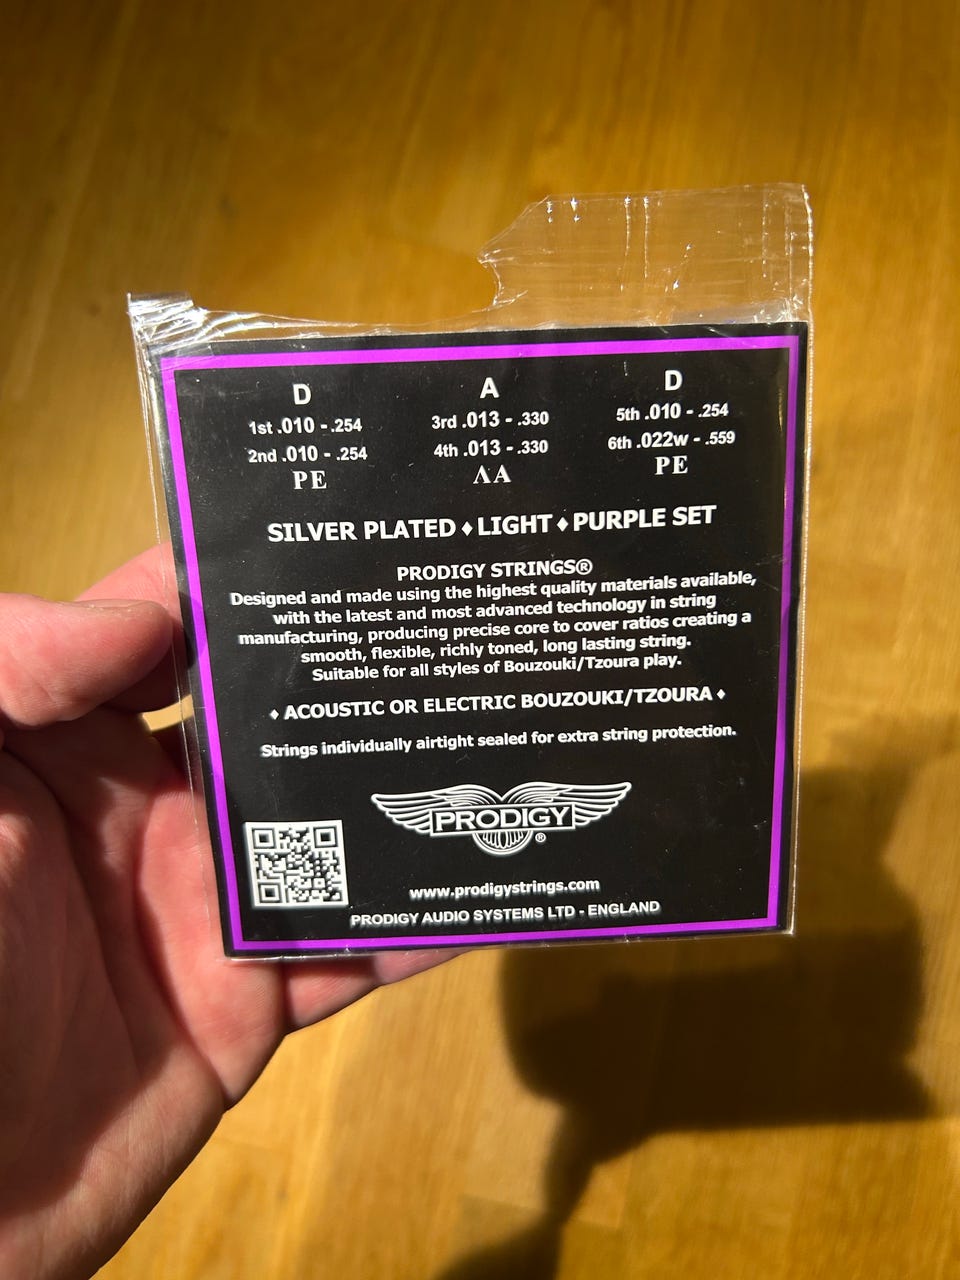 D
1st .010 - .254
2nd .010 - .254
ΡΕ
A
3rd .013 - .330
4th .013 - .330
ΛΑ
D
5th .010 - .254
6th .022w - .559
ΡΕ
SILVER PLATED ♦ LIGHT ♦ PURPLE SET
PRODIGY STRINGS®
Designed and made using the highest quality materials available,
with the latest and most advanced technology in string
manufacturing, producing precise core to cover ratios creating a
smooth, flexible, richly toned, long lasting string.
Suitable for all styles of Bouzouki/Tzoura play.
♦ ACOUSTIC OR ELECTRIC BOUZOUKI/TZOURA ♦
Strings individually airtight sealed for extra string protection.
PRODIGY ®
www.prodigystrings.com
PRODIGY AUDIO SYSTEMS LTD - ENGLAND